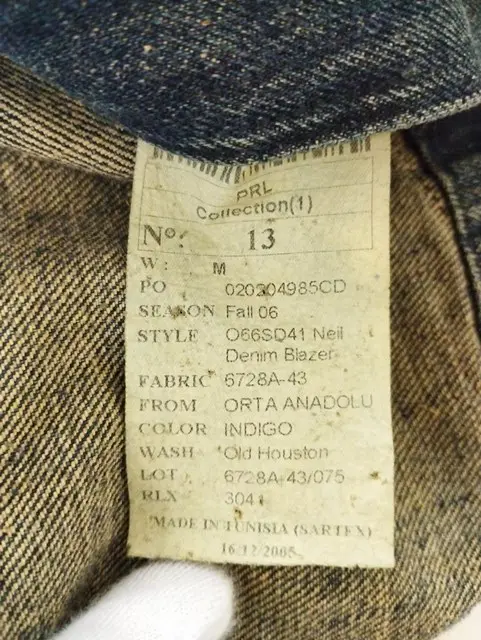 PRL
Collection(1)
Nº: 13
W: M
PO 020304985CD
SEASON Fall 06
STYLE O66SD41 Neil
Denim Blazer
FABRIC 6728A-43
FROM ORTA ANADOLU
COLOR INDIGO
WASH Old Houston
LOT 6728A-43/075
RLX 3041
MADE IN TUNISIA (SARTEX)
16/12/2005